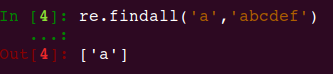 In [4]: re.findall('a','abcdef')
   ...:
Out[4]: ['a']